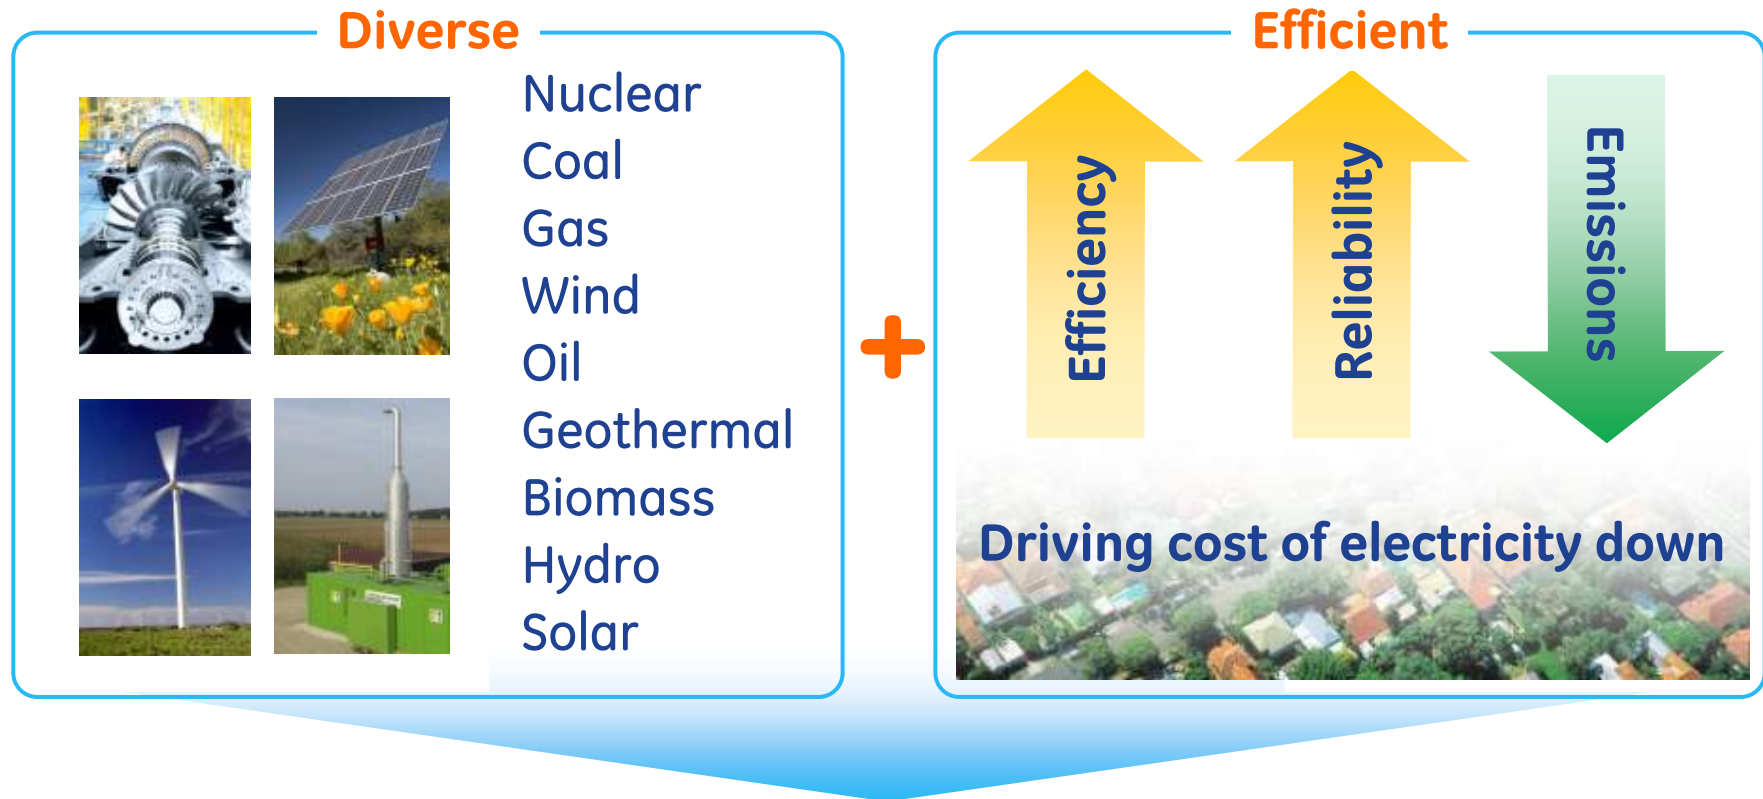 Diverse
Nuclear
Coal
Gas
Wind
Oil
Geothermal
Biomass
Hydro
Solar
+
Efficient
Efficiency
Reliability
Emissions
Driving cost of electricity down